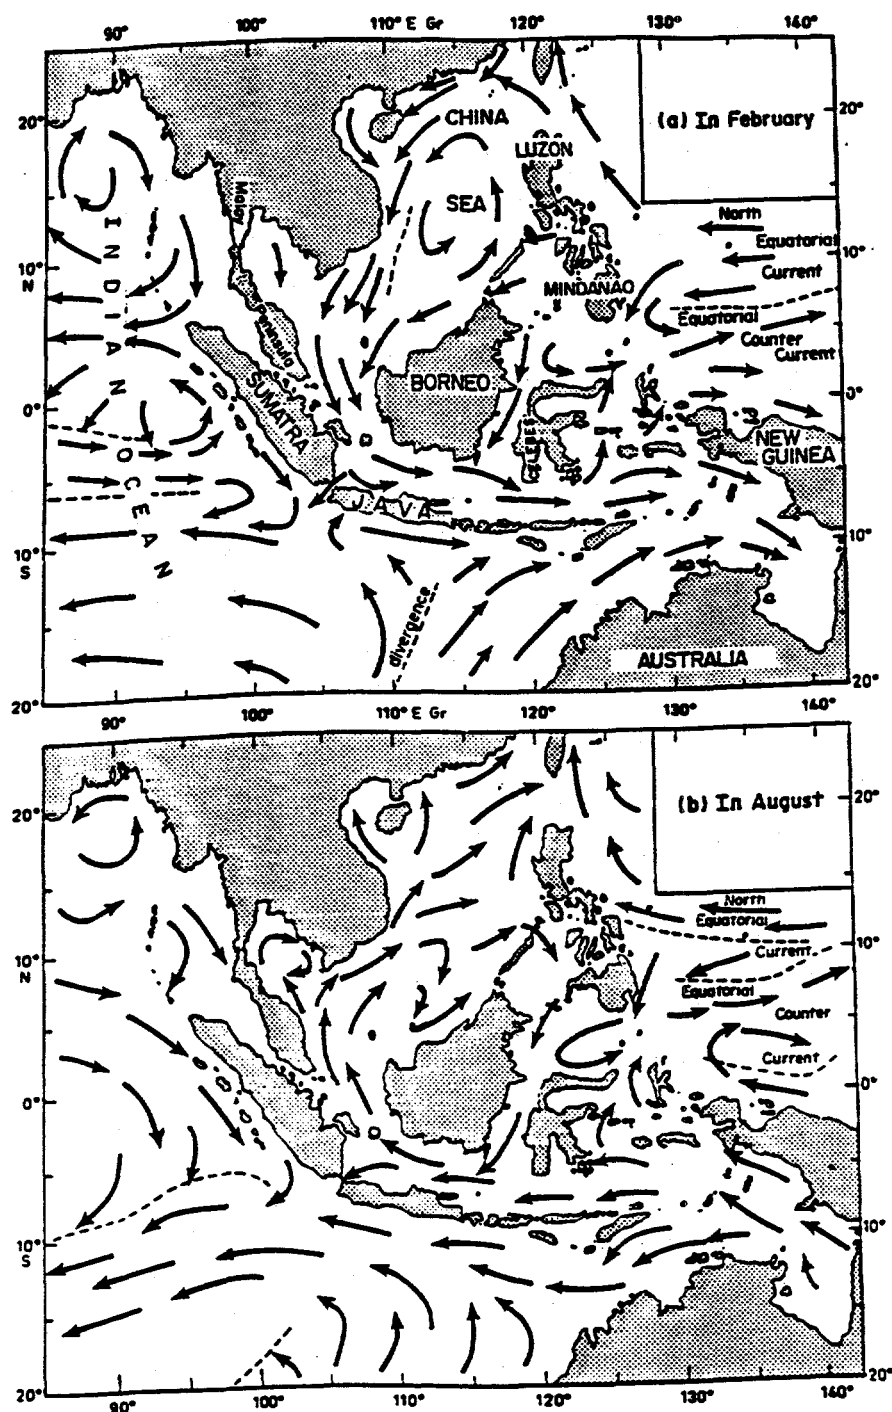 90° 100° 110° E Gr 120° 130° 140°
(a) In February
20° CHINA 20°
LUZON
Malay
SEA
North
INDIAN OCEAN
Equatorial
10° 10°
N
Current
MINDANAO
Equatorial
Peninsula
Counter
Current
SUMATRA
BORNEO
0° 0°
CELEBES
NEW
GUINEA
JAVA
10° 10°
S
divergence
AUSTRALIA
20° 20°
90° 100° 110° E Gr 120° 130° 140°
(b) In August
20° 20°
North
Equatorial
10° Current 10°
N
Equatorial
Counter
Current
0° 0°
10° 10°
S
20° 20°
90° 100° 110° 120° 130° 140°